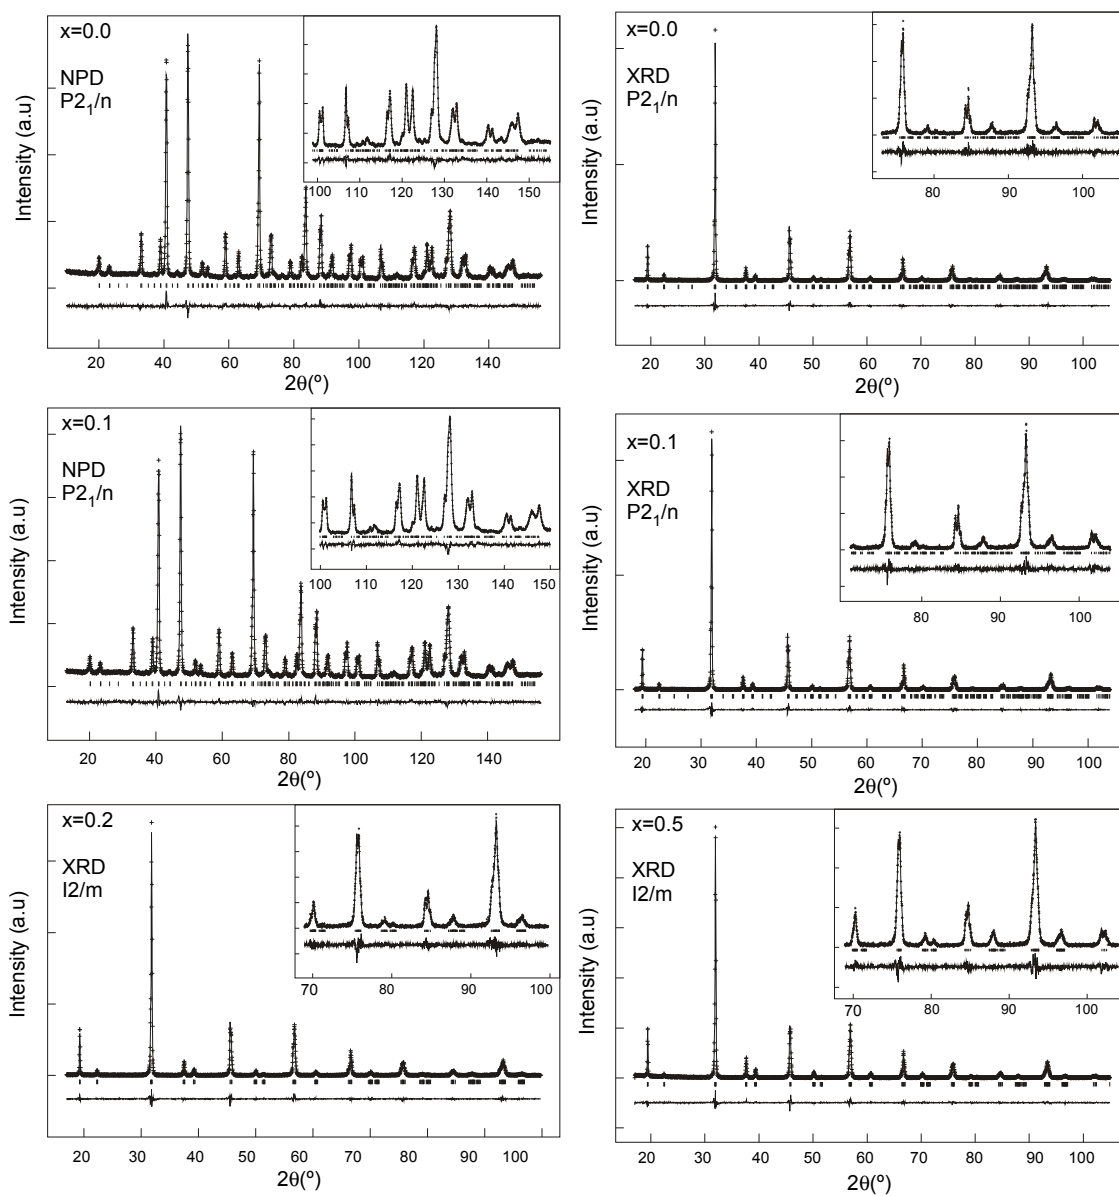 x=0.0
NPD
P2₁/n
Intensity (a.u)
100 110 120 130 140 150
20 40 60 80 100 120 140
2θ(º)
x=0.0
XRD
P2₁/n
Intensity (a.u)
80 90 100
20 30 40 50 60 70 80 90 100
2θ(º)
x=0.1
NPD
P2₁/n
Intensity (a.u)
100 110 120 130 140 150
20 40 60 80 100 120 140
2θ(º)
x=0.1
XRD
P2₁/n
Intensity (a.u)
80 90 100
20 30 40 50 60 70 80 90 100
2θ(º)
x=0.2
XRD
I2/m
Intensity (a.u)
70 80 90 100
20 30 40 50 60 70 80 90 100
2θ(º)
x=0.5
XRD
I2/m
Intensity (a.u)
70 80 90 100
20 30 40 50 60 70 80 90 100
2θ(º)